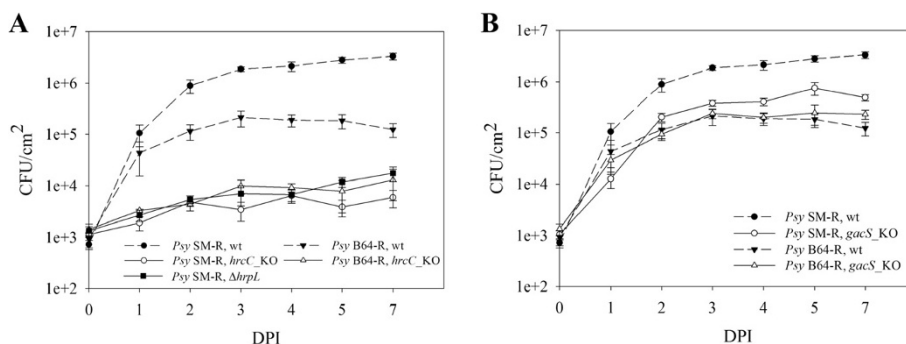 A
1e+7
1e+6
1e+5
1e+4
1e+3
1e+2
CFU/cm²
Psy SM-R, wt
Psy B64-R, wt
Psy SM-R, hrcC_KO
Psy B64-R, hrcC_KO
Psy SM-R, ΔhrpL
0 1 2 3 4 5 7
DPI
B
1e+7
1e+6
1e+5
1e+4
1e+3
1e+2
CFU/cm²
Psy SM-R, wt
Psy SM-R, gacS_KO
Psy B64-R, wt
Psy B64-R, gacS_KO
0 1 2 3 4 5 7
DPI